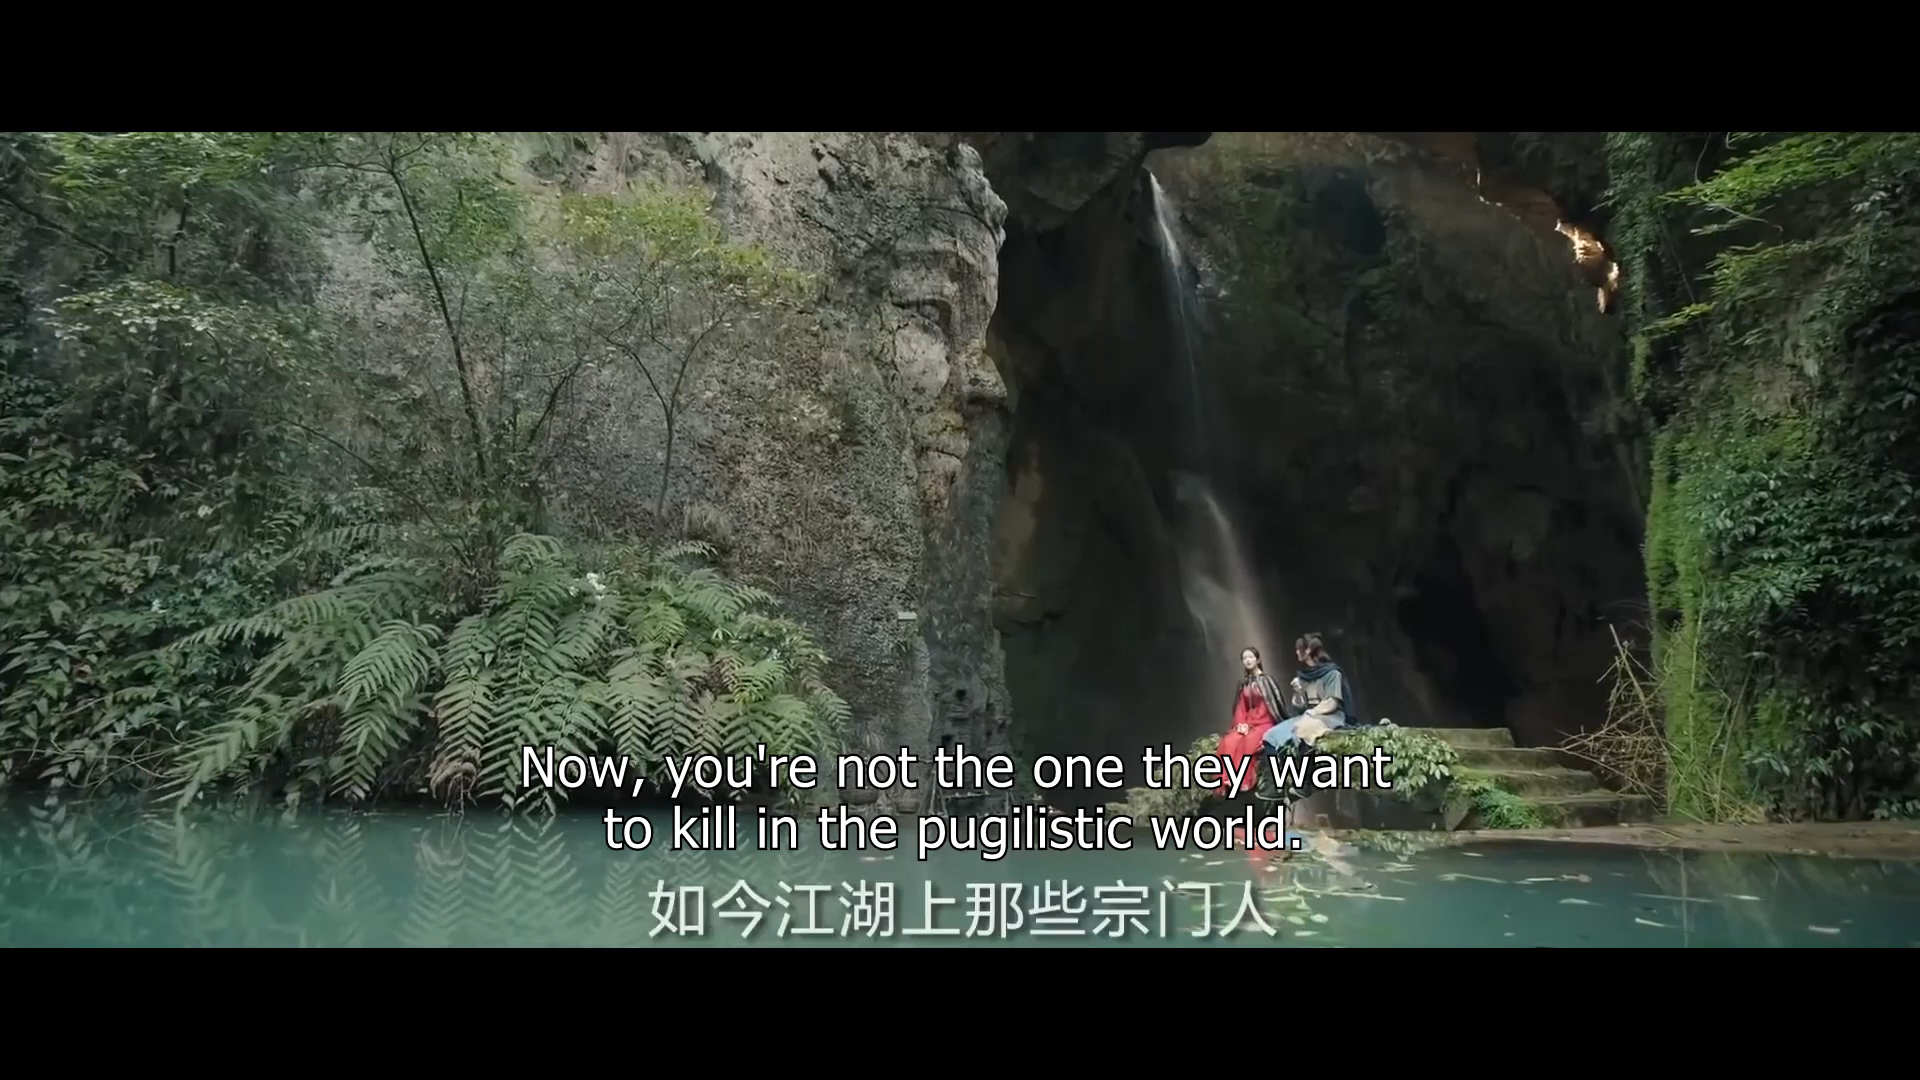 Now, you're not the one they want
to kill in the pugilistic world.
如今江湖上那些宗门人